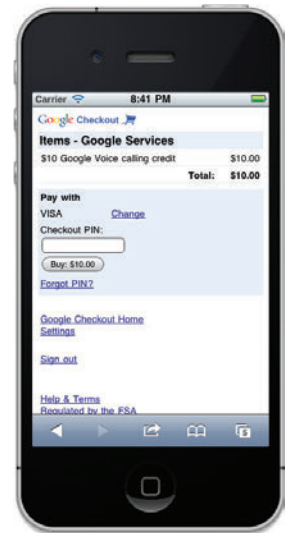 Carrier 8:41 PM
Google Checkout
Items - Google Services
$10 Google Voice calling credit $10.00
Total: $10.00
Pay with
VISA Change
Checkout PIN:
Buy: $10.00
Forgot PIN?
Google Checkout Home
Settings
Sign out
Help & Terms
Regulated by the FSA
5